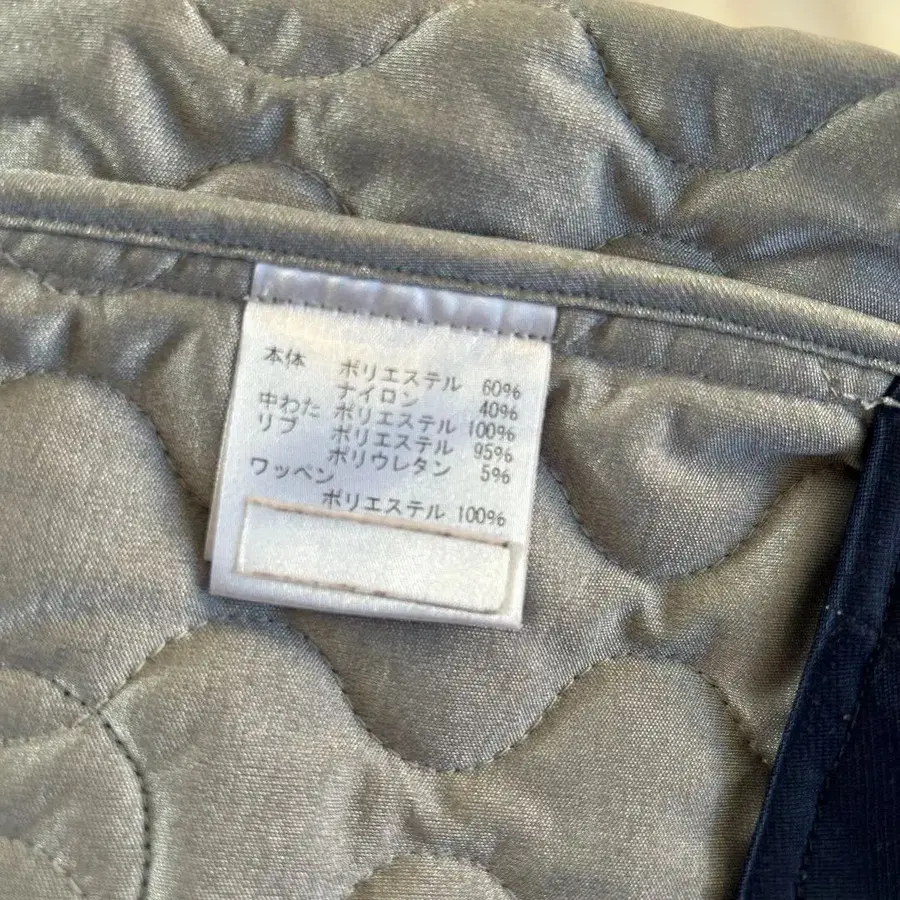 本体 ポリエステル 60%
ナイロン 40%
中わた ポリエステル 100%
リブ ポリエステル 95%
ポリウレタン 5%
ワッペン
ポリエステル 100%